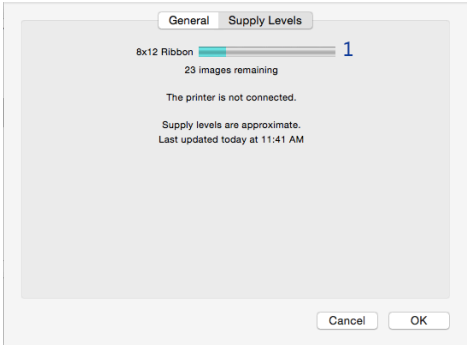 General Supply Levels
8x12 Ribbon 1
23 images remaining
The printer is not connected.
Supply levels are approximate.
Last updated today at 11:41 AM
Cancel OK